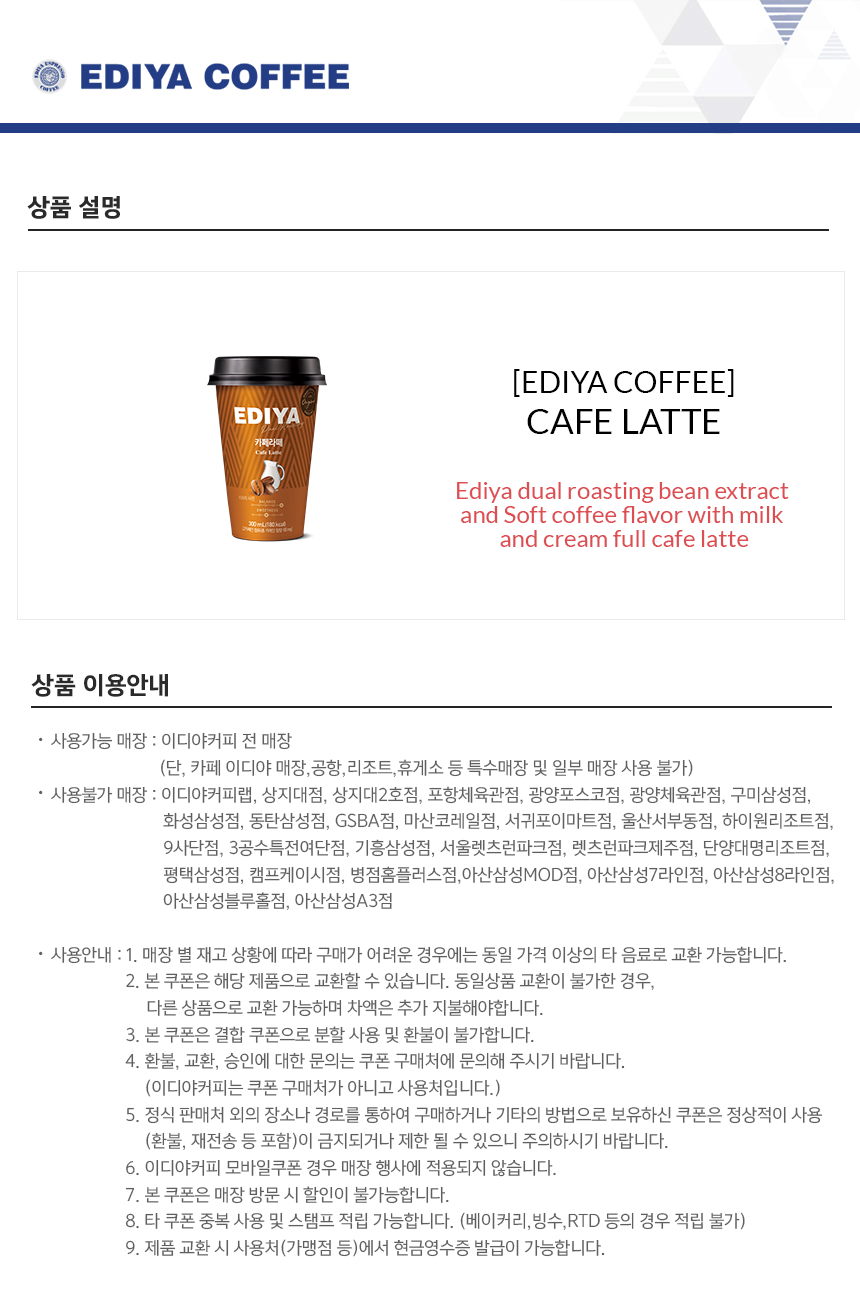 EDIYA ESPRESSO COFFEE
EDIYA COFFEE
상품 설명
EDIYA
카페라떼
Cafe Latte
BALANCE
SWEETNESS
300 mL(180 kcal)
[EDIYA COFFEE]
CAFE LATTE
Ediya dual roasting bean extract
and Soft coffee flavor with milk
and cream full cafe latte
상품 이용안내
· 사용가능 매장 : 이디야커피 전 매장
(단, 카페 이디야 매장,공항,리조트,휴게소 등 특수매장 및 일부 매장 사용 불가)
· 사용불가 매장 : 이디야커피랩, 상지대점, 상지대2호점, 포항체육관점, 광양포스코점, 광양체육관점, 구미삼성점,
화성삼성점, 동탄삼성점, GSBA점, 마산코레일점, 서귀포이마트점, 울산서부동점, 하이원리조트점,
9사단점, 3공수특전여단점, 기흥삼성점, 서울렛츠런파크점, 렛츠런파크제주점, 단양대명리조트점,
평택삼성점, 캠프케이시점, 병점홈플러스점,아산삼성MOD점, 아산삼성7라인점, 아산삼성8라인점,
아산삼성블루홀점, 아산삼성A3점
· 사용안내 : 1. 매장 별 재고 상황에 따라 구매가 어려운 경우에는 동일 가격 이상의 타 음료로 교환 가능합니다.
2. 본 쿠폰은 해당 제품으로 교환할 수 있습니다. 동일상품 교환이 불가한 경우,
다른 상품으로 교환 가능하며 차액은 추가 지불해야합니다.
3. 본 쿠폰은 결합 쿠폰으로 분할 사용 및 환불이 불가합니다.
4. 환불, 교환, 승인에 대한 문의는 쿠폰 구매처에 문의해 주시기 바랍니다.
(이디야커피는 쿠폰 구매처가 아니고 사용처입니다.)
5. 정식 판매처 외의 장소나 경로를 통하여 구매하거나 기타의 방법으로 보유하신 쿠폰은 정상적이 사용
(환불, 재전송 등 포함)이 금지되거나 제한 될 수 있으니 주의하시기 바랍니다.
6. 이디야커피 모바일쿠폰 경우 매장 행사에 적용되지 않습니다.
7. 본 쿠폰은 매장 방문 시 할인이 불가능합니다.
8. 타 쿠폰 중복 사용 및 스탬프 적립 가능합니다. (베이커리,빙수,RTD 등의 경우 적립 불가)
9. 제품 교환 시 사용처(가맹점 등)에서 현금영수증 발급이 가능합니다.